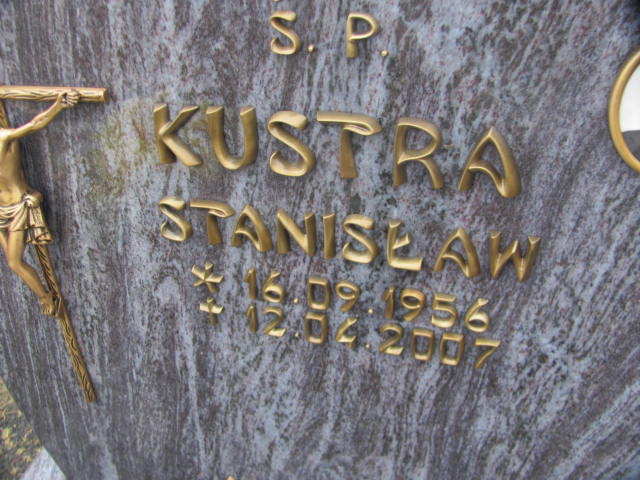 Ś. P.
KUSTRA
STANISŁAW
* 16.09.1956
+ 12.04.2007